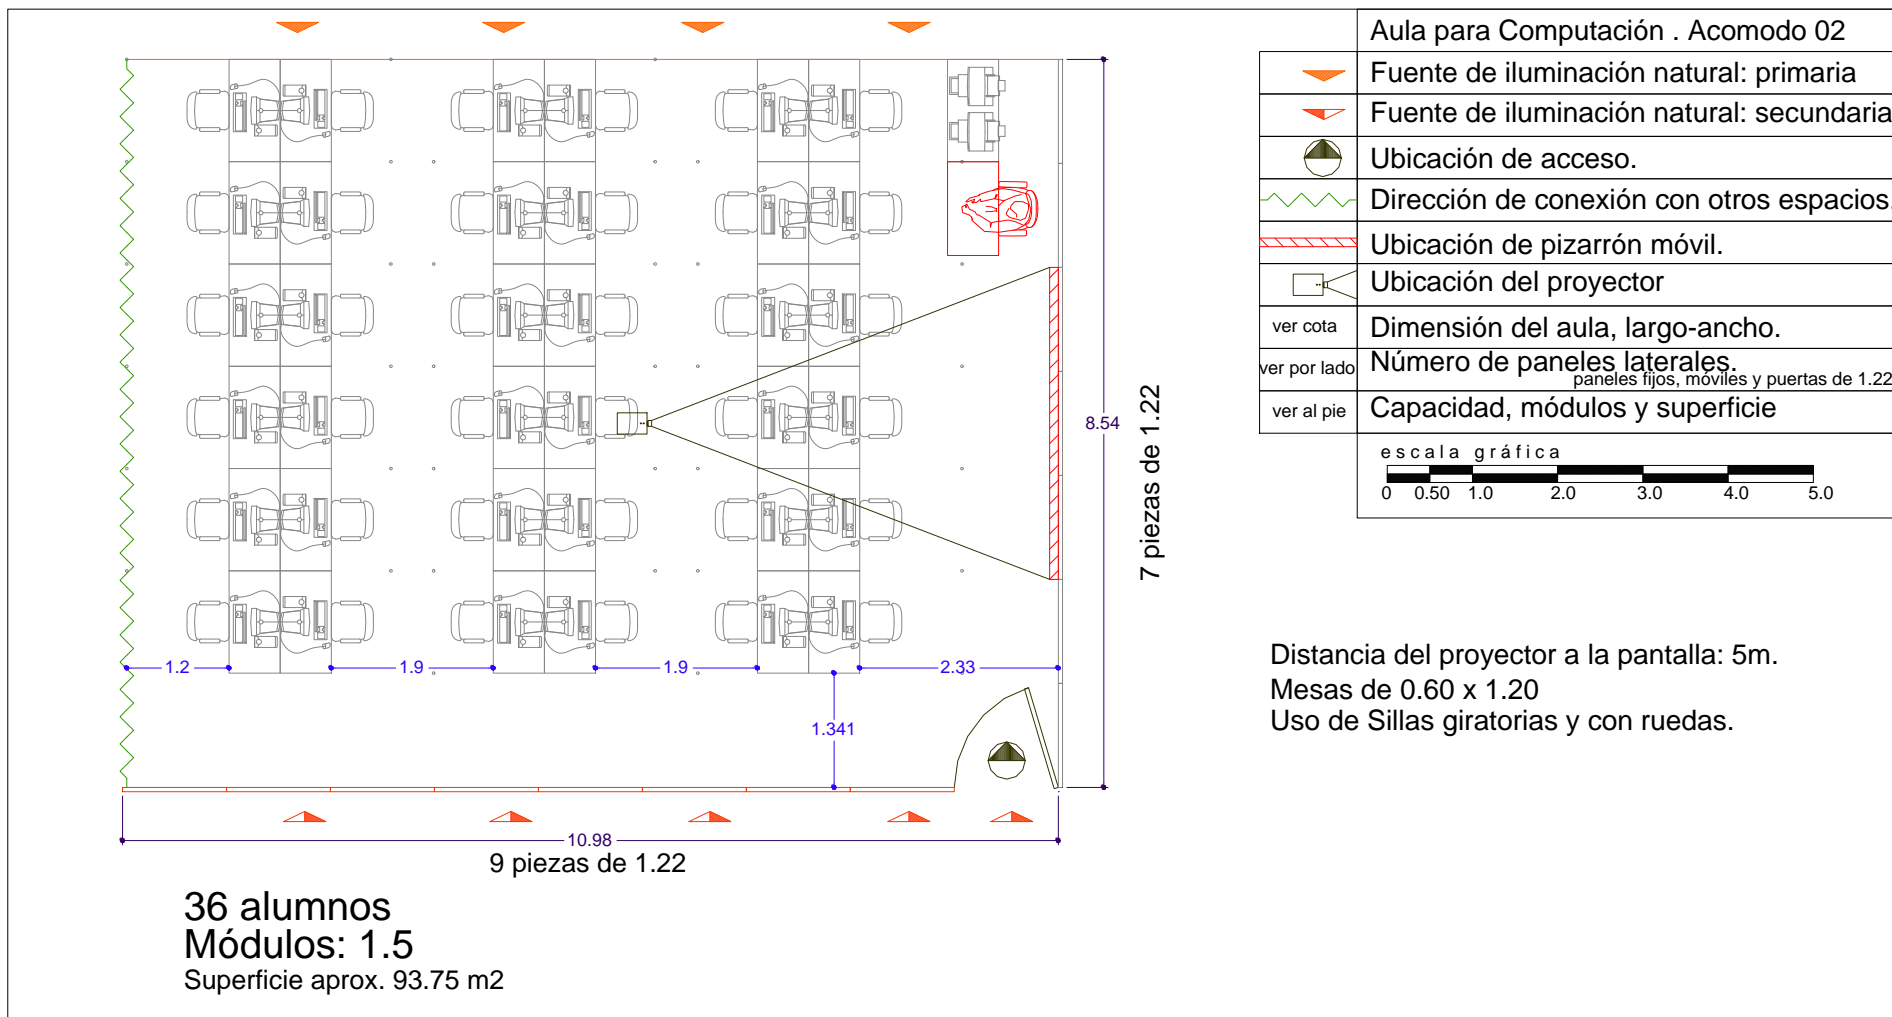 Aula para Computación . Acomodo 02
Fuente de iluminación natural: primaria
Fuente de iluminación natural: secundaria
Ubicación de acceso.
Dirección de conexión con otros espacios.
Ubicación de pizarrón móvil.
Ubicación del proyector
ver cota Dimensión del aula, largo-ancho.
ver por lado Número de paneles laterales.
paneles fijos, móviles y puertas de 1.22
ver al pie Capacidad, módulos y superficie
escala gráfica
0 0.50 1.0 2.0 3.0 4.0 5.0
8.54
7 piezas de 1.22
1.2 1.9 1.9 2.33
1.341
10.98
9 piezas de 1.22
Distancia del proyector a la pantalla: 5m.
Mesas de 0.60 x 1.20
Uso de Sillas giratorias y con ruedas.
36 alumnos
Módulos: 1.5
Superficie aprox. 93.75 m2